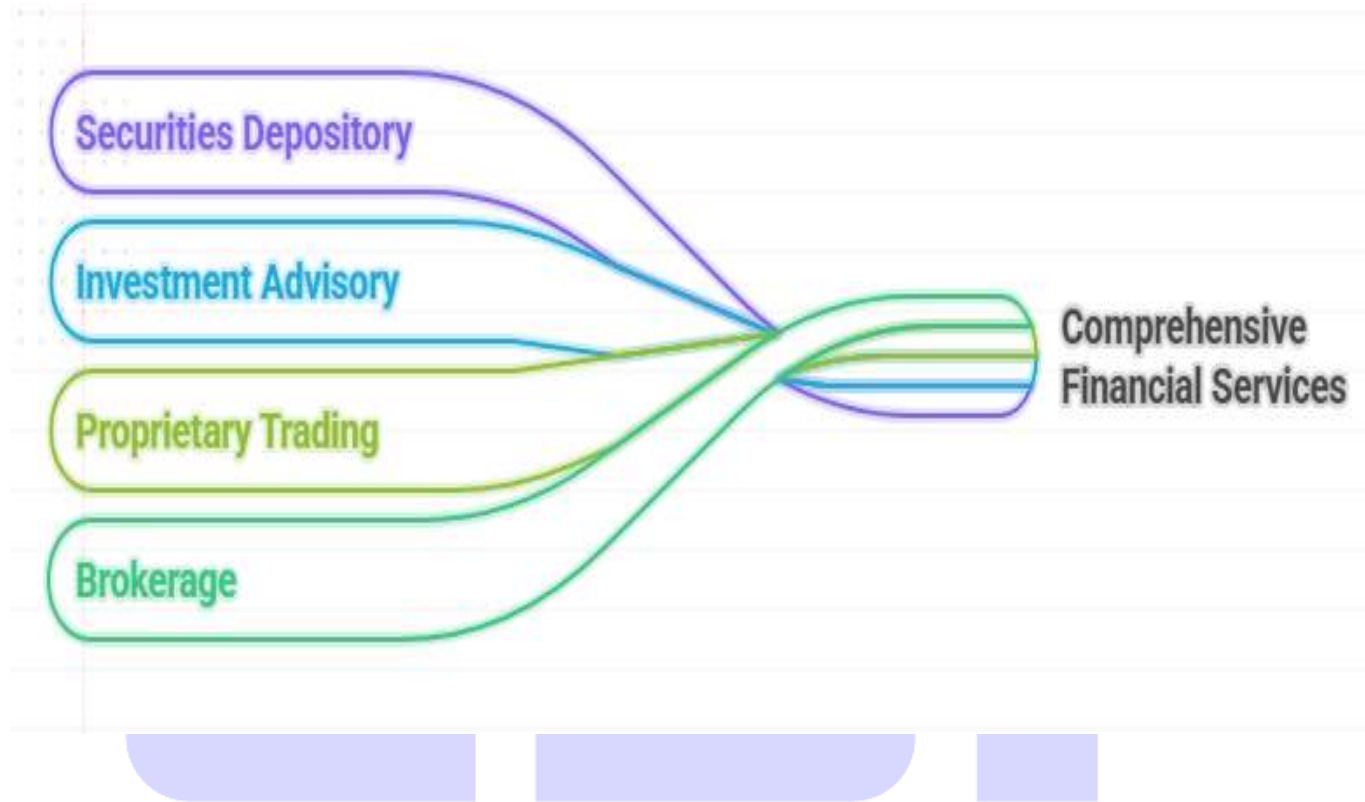 Securities Depository
Investment Advisory
Proprietary Trading
Brokerage
Comprehensive
Financial Services